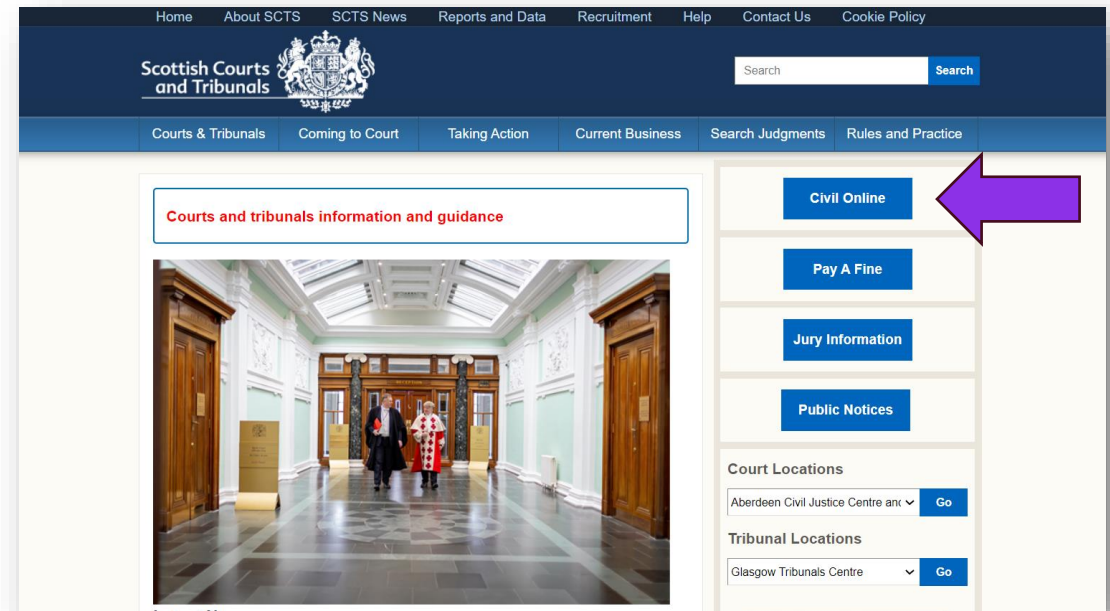 Home About SCTS SCTS News Reports and Data Recruitment Help Contact Us Cookie Policy
Scottish Courts
and Tribunals
Search Search
Courts & Tribunals Coming to Court Taking Action Current Business Search Judgments Rules and Practice
Courts and tribunals information and guidance
Civil Online
Pay A Fine
Jury Information
Public Notices
Court Locations
Aberdeen Civil Justice Centre and Go
Tribunal Locations
Glasgow Tribunals Centre Go